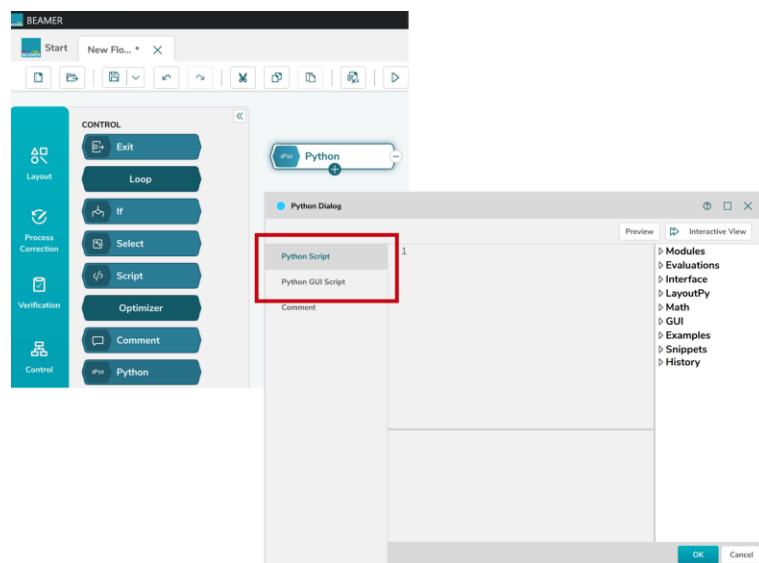 BEAMER
Start
New Flo... *
CONTROL
Exit
Loop
If
Select
Script
Optimizer
Comment
Python
Layout
Process
Correction
Verification
Control
Python
Python Dialog
Preview
Interactive View
Python Script
Python GUI Script
Comment
1
Modules
Evaluations
Interface
LayoutPy
Math
GUI
Examples
Snippets
History
OK
Cancel